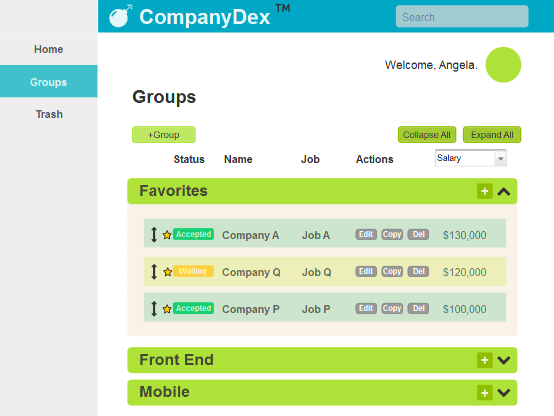 CompanyDex™
Search
Home
Groups
Trash
Welcome, Angela.
Groups
+Group
Collapse All
Expand All
Status Name Job Actions Salary
Favorites +
Accepted Company A Job A Edit Copy Del $130,000
Waiting Company Q Job Q Edit Copy Del $120,000
Accepted Company P Job P Edit Copy Del $100,000
Front End +
Mobile +